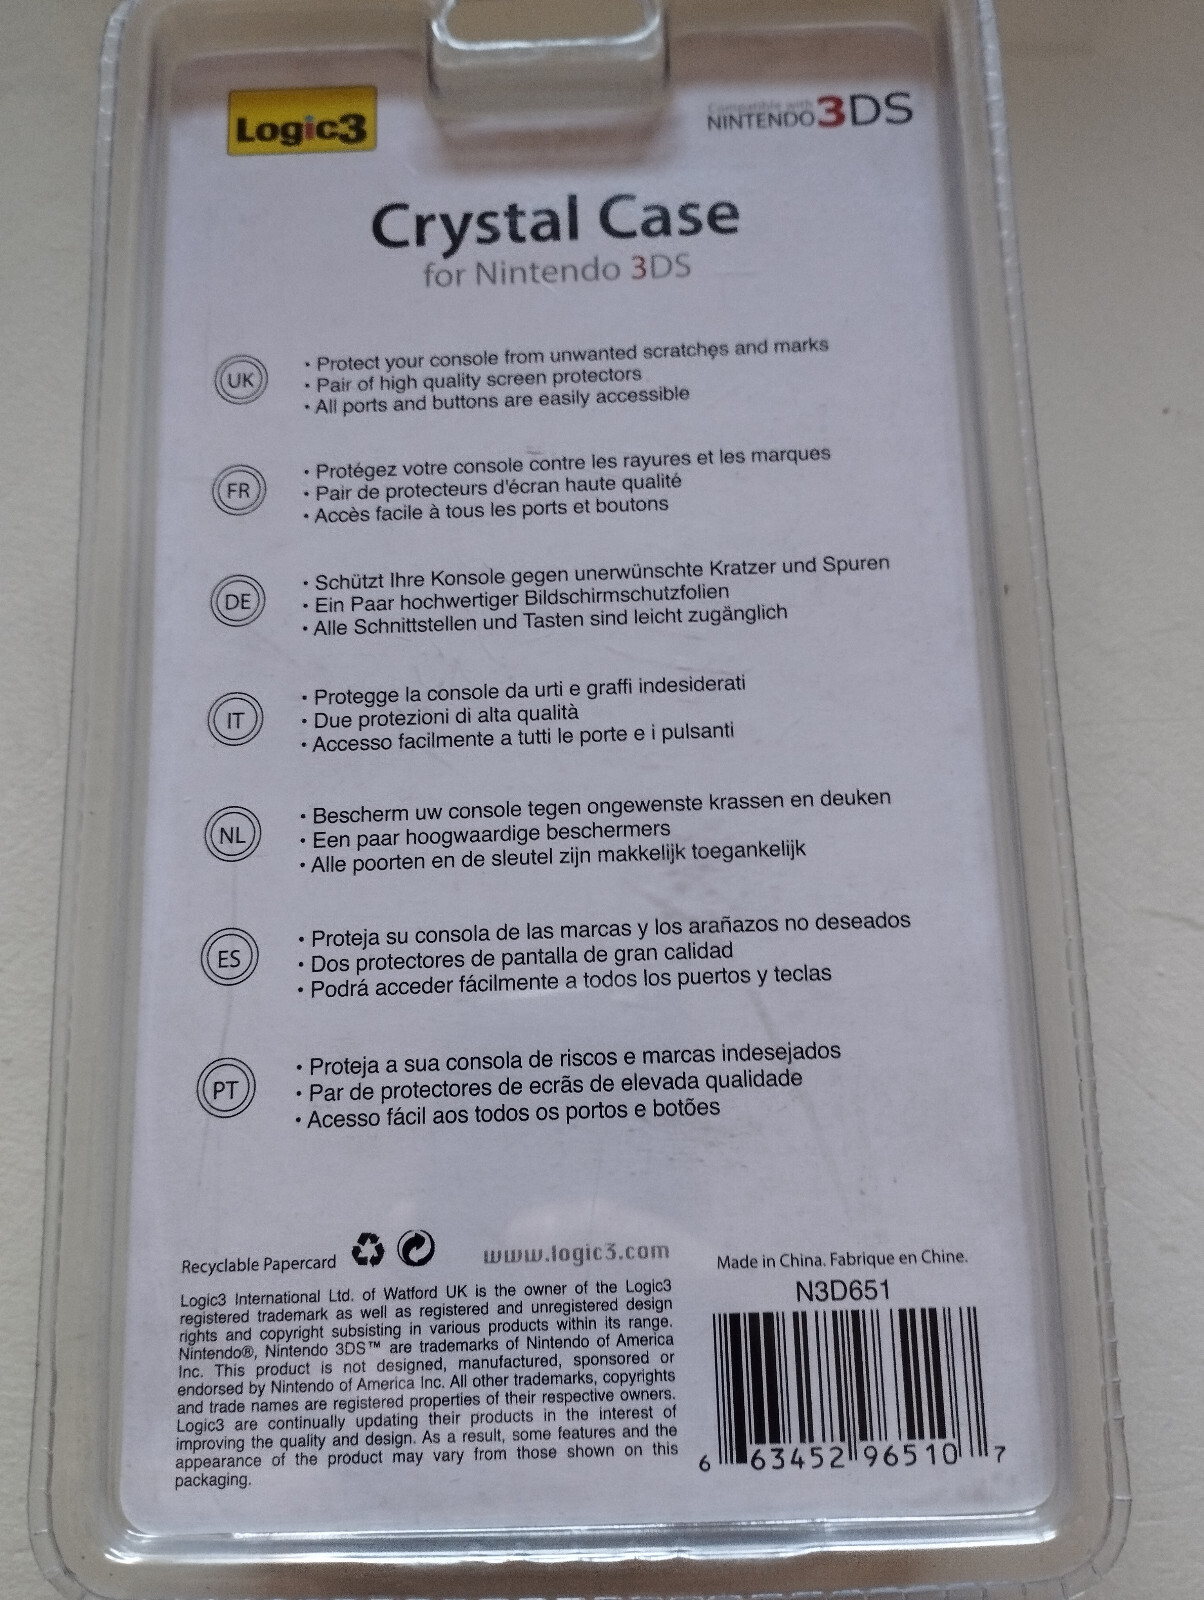 Logic3
Compatible with
NINTENDO 3DS
Crystal Case
for Nintendo 3DS
UK
• Protect your console from unwanted scratches and marks
• Pair of high quality screen protectors
• All ports and buttons are easily accessible
FR
• Protégez votre console contre les rayures et les marques
• Pair de protecteurs d'écran haute qualité
• Accès facile à tous les ports et boutons
DE
• Schützt Ihre Konsole gegen unerwünschte Kratzer und Spuren
• Ein Paar hochwertiger Bildschirmschutzfolien
• Alle Schnittstellen und Tasten sind leicht zugänglich
IT
• Protegge la console da urti e graffi indesiderati
• Due protezioni di alta qualità
• Accesso facilmente a tutti le porte e i pulsanti
NL
• Bescherm uw console tegen ongewenste krassen en deuken
• Een paar hoogwaardige beschermers
• Alle poorten en de sleutel zijn makkelijk toegankelijk
ES
• Proteja su consola de las marcas y los arañazos no deseados
• Dos protectores de pantalla de gran calidad
• Podrá acceder fácilmente a todos los puertos y teclas
PT
• Proteja a sua consola de riscos e marcas indesejados
• Par de protectores de ecrãs de elevada qualidade
• Acesso fácil aos todos os portos e botões
Recyclable Papercard
www.logic3.com
Logic3 International Ltd. of Watford UK is the owner of the Logic3
registered trademark as well as registered and unregistered design
rights and copyright subsisting in various products within its range.
Nintendo®, Nintendo 3DS™ are trademarks of Nintendo of America
Inc. This product is not designed, manufactured, sponsored or
endorsed by Nintendo of America Inc. All other trademarks, copyrights
and trade names are registered properties of their respective owners.
Logic3 are continually updating their products in the interest of
improving the quality and design. As a result, some features and the
appearance of the product may vary from those shown on this
packaging.
Made in China. Fabrique en Chine.
N3D651
6 63452 96510 7